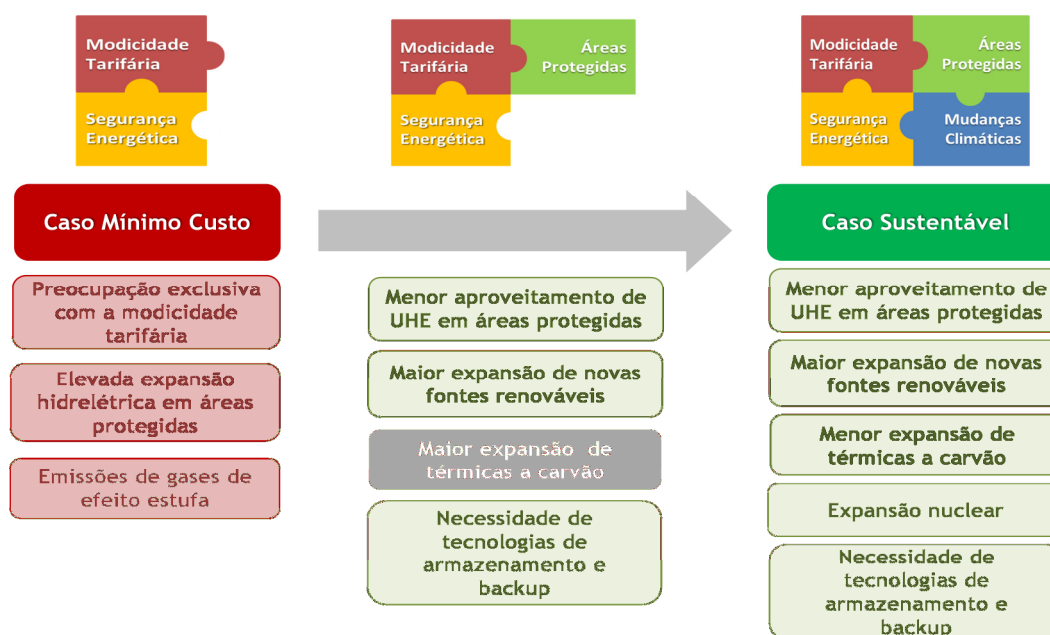 Modicidade
Tarifária
Segurança
Energética
Modicidade
Tarifária
Áreas
Protegidas
Segurança
Energética
Modicidade
Tarifária
Áreas
Protegidas
Segurança
Energética
Mudanças
Climáticas
Caso Mínimo Custo
Caso Sustentável
Preocupação exclusiva
com a modicidade
tarifária
Elevada expansão
hidrelétrica em áreas
protegidas
Emissões de gases de
efeito estufa
Menor aproveitamento de
UHE em áreas protegidas
Maior expansão de novas
fontes renováveis
Maior expansão de
térmicas a carvão
Necessidade de
tecnologias de
armazenamento e
backup
Menor aproveitamento de
UHE em áreas protegidas
Maior expansão de novas
fontes renováveis
Menor expansão de
térmicas a carvão
Expansão nuclear
Necessidade de
tecnologias de
armazenamento e
backup